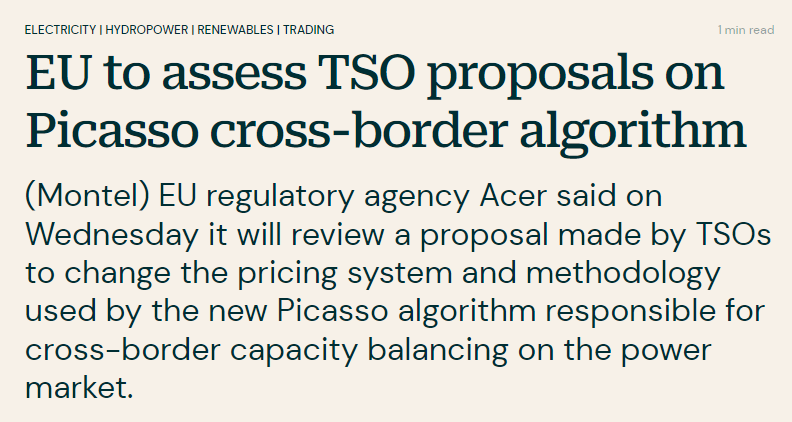 ELECTRICITY | HYDROPOWER | RENEWABLES | TRADING
1 min read
EU to assess TSO proposals on
Picasso cross-border algorithm
(Montel) EU regulatory agency Acer said on
Wednesday it will review a proposal made by TSOs
to change the pricing system and methodology
used by the new Picasso algorithm responsible for
cross-border capacity balancing on the power
market.